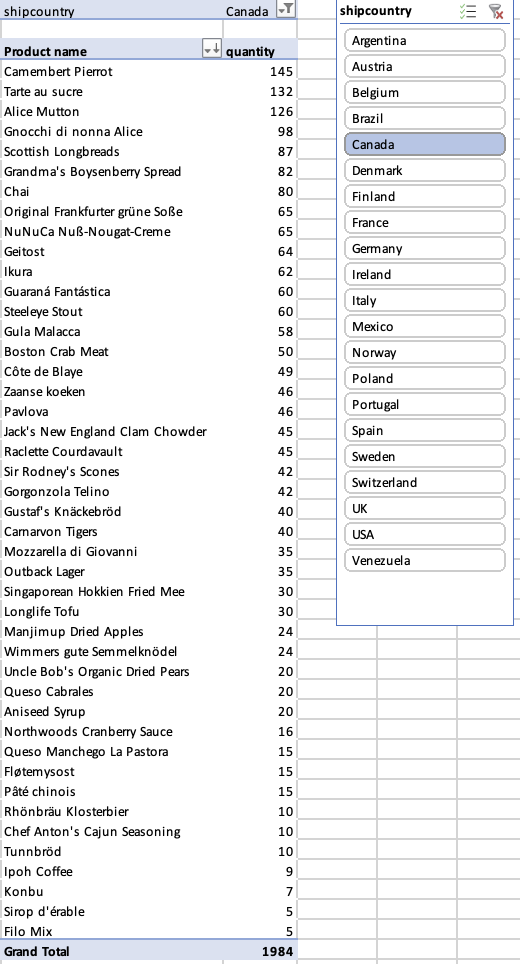 shipcountry Canada
Product name quantity
Camembert Pierrot 145
Tarte au sucre 132
Alice Mutton 126
Gnocchi di nonna Alice 98
Scottish Longbreads 87
Grandma's Boysenberry Spread 82
Chai 80
Original Frankfurter grüne Soße 65
NuNuCa Nuß-Nougat-Creme 65
Geitost 64
Ikura 62
Guaraná Fantástica 60
Steeleye Stout 60
Gula Malacca 58
Boston Crab Meat 50
Côte de Blaye 49
Zaanse koeken 46
Pavlova 46
Jack's New England Clam Chowder 45
Raclette Courdavault 45
Sir Rodney's Scones 42
Gorgonzola Telino 42
Gustaf's Knäckebröd 40
Carnarvon Tigers 40
Mozzarella di Giovanni 35
Outback Lager 35
Singaporean Hokkien Fried Mee 30
Longlife Tofu 30
Manjimup Dried Apples 24
Wimmers gute Semmelknödel 24
Uncle Bob's Organic Dried Pears 20
Queso Cabrales 20
Aniseed Syrup 20
Northwoods Cranberry Sauce 16
Queso Manchego La Pastora 15
Fløtemysost 15
Pâté chinois 15
Rhönbräu Klosterbier 10
Chef Anton's Cajun Seasoning 10
Tunnbröd 10
Ipoh Coffee 9
Konbu 7
Sirop d'érable 5
Filo Mix 5
Grand Total 1984
shipcountry
Argentina
Austria
Belgium
Brazil
Canada
Denmark
Finland
France
Germany
Ireland
Italy
Mexico
Norway
Poland
Portugal
Spain
Sweden
Switzerland
UK
USA
Venezuela